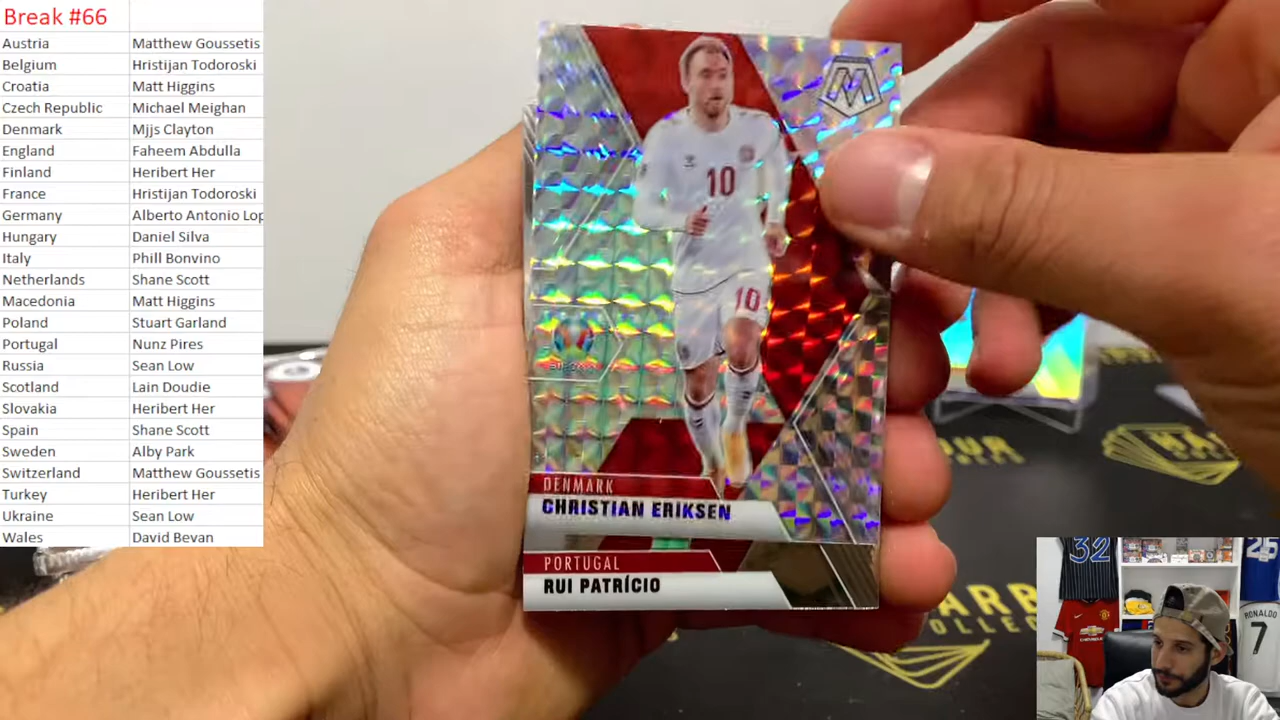 Break #66
Austria Matthew Goussetis
Belgium Hristijan Todoroski
Croatia Matt Higgins
Czech Republic Michael Meighan
Denmark Mjjs Clayton
England Faheem Abdulla
Finland Heribert Her
France Hristijan Todoroski
Germany Alberto Antonio Lop
Hungary Daniel Silva
Italy Phill Bonvino
Netherlands Shane Scott
Macedonia Matt Higgins
Poland Stuart Garland
Portugal Nunz Pires
Russia Sean Low
Scotland Lain Doudie
Slovakia Heribert Her
Spain Shane Scott
Sweden Alby Park
Switzerland Matthew Goussetis
Turkey Heribert Her
Ukraine Sean Low
Wales David Bevan
M
10
10
DENMARK
CHRISTIAN ERIKSEN
PORTUGAL
RUI PATRÍCIO
32
RONALDO
7